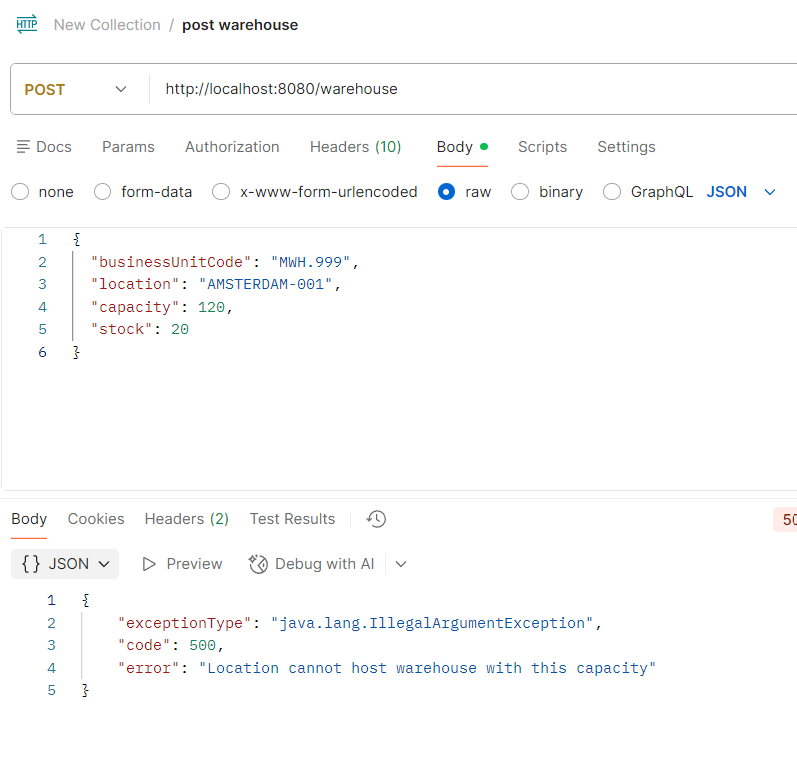 HTTP New Collection / post warehouse
POST http://localhost:8080/warehouse
Docs Params Authorization Headers (10) Body Scripts Settings
none form-data x-www-form-urlencoded raw binary GraphQL JSON
1 {
2 "businessUnitCode": "MWH.999",
3 "location": "AMSTERDAM-001",
4 "capacity": 120,
5 "stock": 20
6 }
Body Cookies Headers (2) Test Results 50
{} JSON Preview Debug with AI
1 {
2 "exceptionType": "java.lang.IllegalArgumentException",
3 "code": 500,
4 "error": "Location cannot host warehouse with this capacity"
5 }